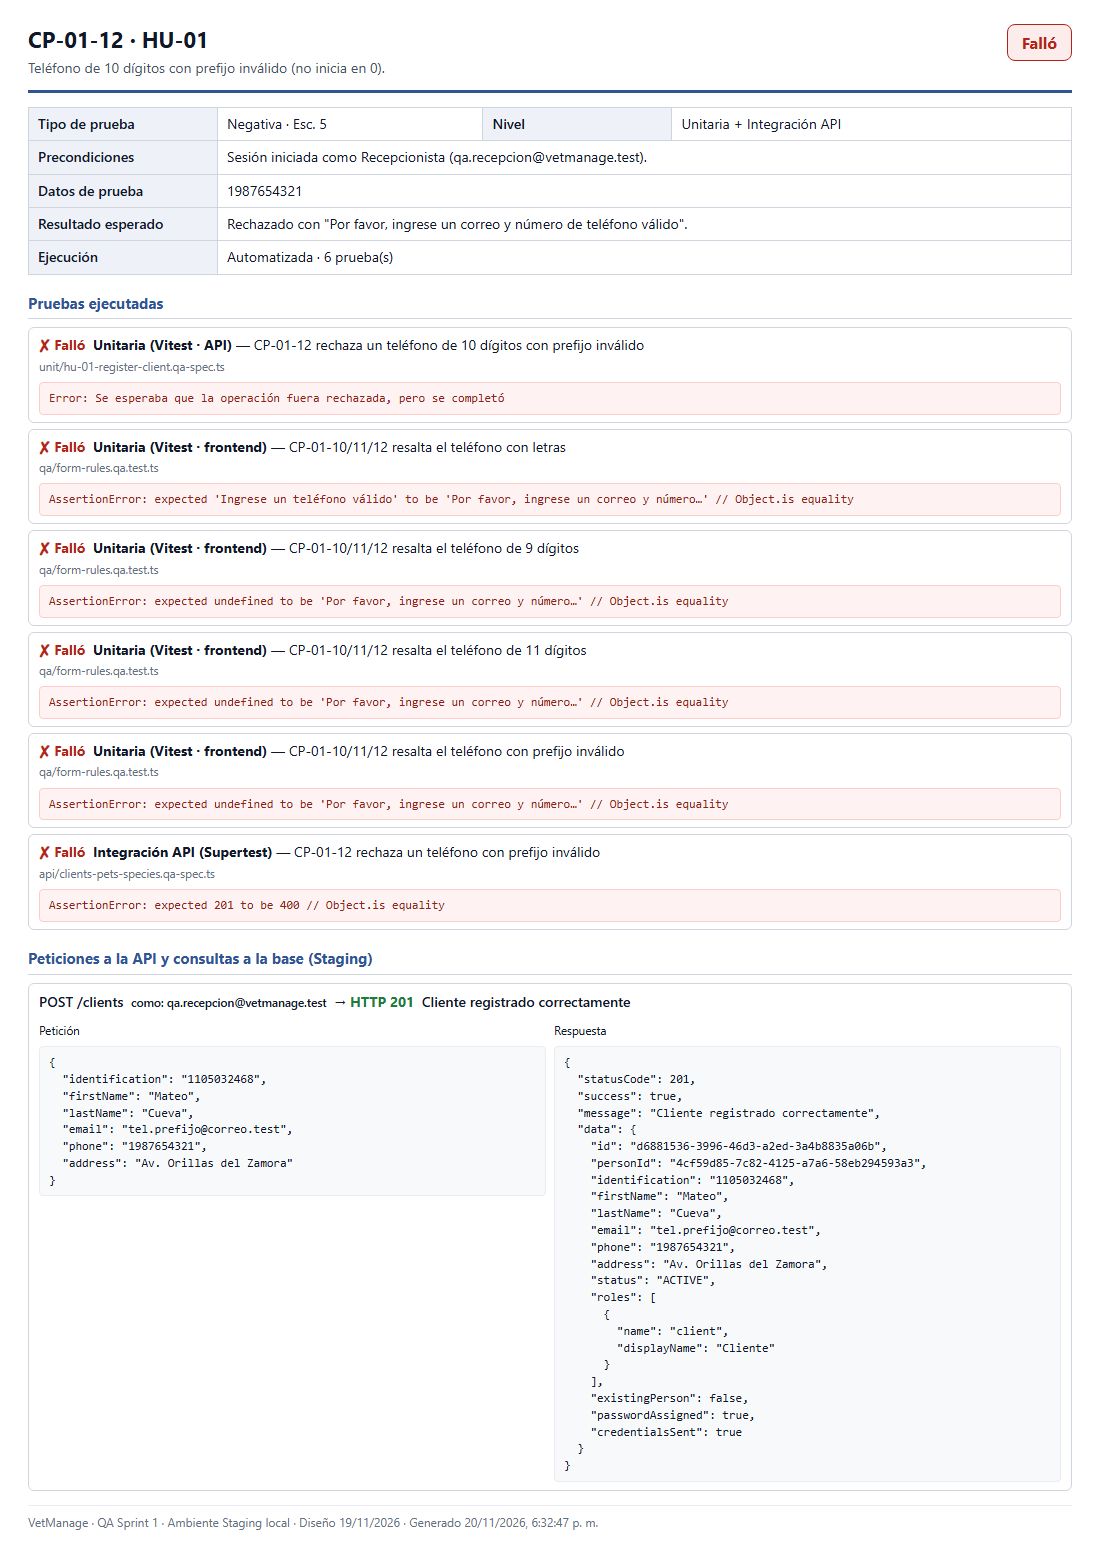 CP-01-12 · HU-01
Falló
Teléfono de 10 dígitos con prefijo inválido (no inicia en 0).
Tipo de prueba Negativa · Esc. 5 Nivel Unitaria + Integración API
Precondiciones Sesión iniciada como Recepcionista (qa.recepcion@vetmanage.test).
Datos de prueba 1987654321
Resultado esperado Rechazado con "Por favor, ingrese un correo y número de teléfono válido".
Ejecución Automatizada · 6 prueba(s)
Pruebas ejecutadas
✗ Falló Unitaria (Vitest · API) — CP-01-12 rechaza un teléfono de 10 dígitos con prefijo inválido
unit/hu-01-register-client.qa-spec.ts
Error: Se esperaba que la operación fuera rechazada, pero se completó
✗ Falló Unitaria (Vitest · frontend) — CP-01-10/11/12 resalta el teléfono con letras
qa/form-rules.qa.test.ts
AssertionError: expected 'Ingrese un teléfono válido' to be 'Por favor, ingrese un correo y número…' // Object.is equality
✗ Falló Unitaria (Vitest · frontend) — CP-01-10/11/12 resalta el teléfono de 9 dígitos
qa/form-rules.qa.test.ts
AssertionError: expected undefined to be 'Por favor, ingrese un correo y número…' // Object.is equality
✗ Falló Unitaria (Vitest · frontend) — CP-01-10/11/12 resalta el teléfono de 11 dígitos
qa/form-rules.qa.test.ts
AssertionError: expected undefined to be 'Por favor, ingrese un correo y número…' // Object.is equality
✗ Falló Unitaria (Vitest · frontend) — CP-01-10/11/12 resalta el teléfono con prefijo inválido
qa/form-rules.qa.test.ts
AssertionError: expected undefined to be 'Por favor, ingrese un correo y número…' // Object.is equality
✗ Falló Integración API (Supertest) — CP-01-12 rechaza un teléfono con prefijo inválido
api/clients-pets-species.qa-spec.ts
AssertionError: expected 201 to be 400 // Object.is equality
Peticiones a la API y consultas a la base (Staging)
POST /clients como: qa.recepcion@vetmanage.test → HTTP 201 Cliente registrado correctamente
Petición
{
"identification": "1105032468",
"firstName": "Mateo",
"lastName": "Cueva",
"email": "tel.prefijo@correo.test",
"phone": "1987654321",
"address": "Av. Orillas del Zamora"
}
Respuesta
{
"statusCode": 201,
"success": true,
"message": "Cliente registrado correctamente",
"data": {
"id": "d6881536-3996-46d3-a2ed-3a4b8835a06b",
"personId": "4cf59d85-7c82-4125-a7a6-58eb294593a3",
"identification": "1105032468",
"firstName": "Mateo",
"lastName": "Cueva",
"email": "tel.prefijo@correo.test",
"phone": "1987654321",
"address": "Av. Orillas del Zamora",
"status": "ACTIVE",
"roles": [
{
"name": "client",
"displayName": "Cliente"
}
],
"existingPerson": false,
"passwordAssigned": true,
"credentialsSent": true
}
}
VetManage · QA Sprint 1 · Ambiente Staging local · Diseño 19/11/2026 · Generado 20/11/2026, 6:32:47 p. m.